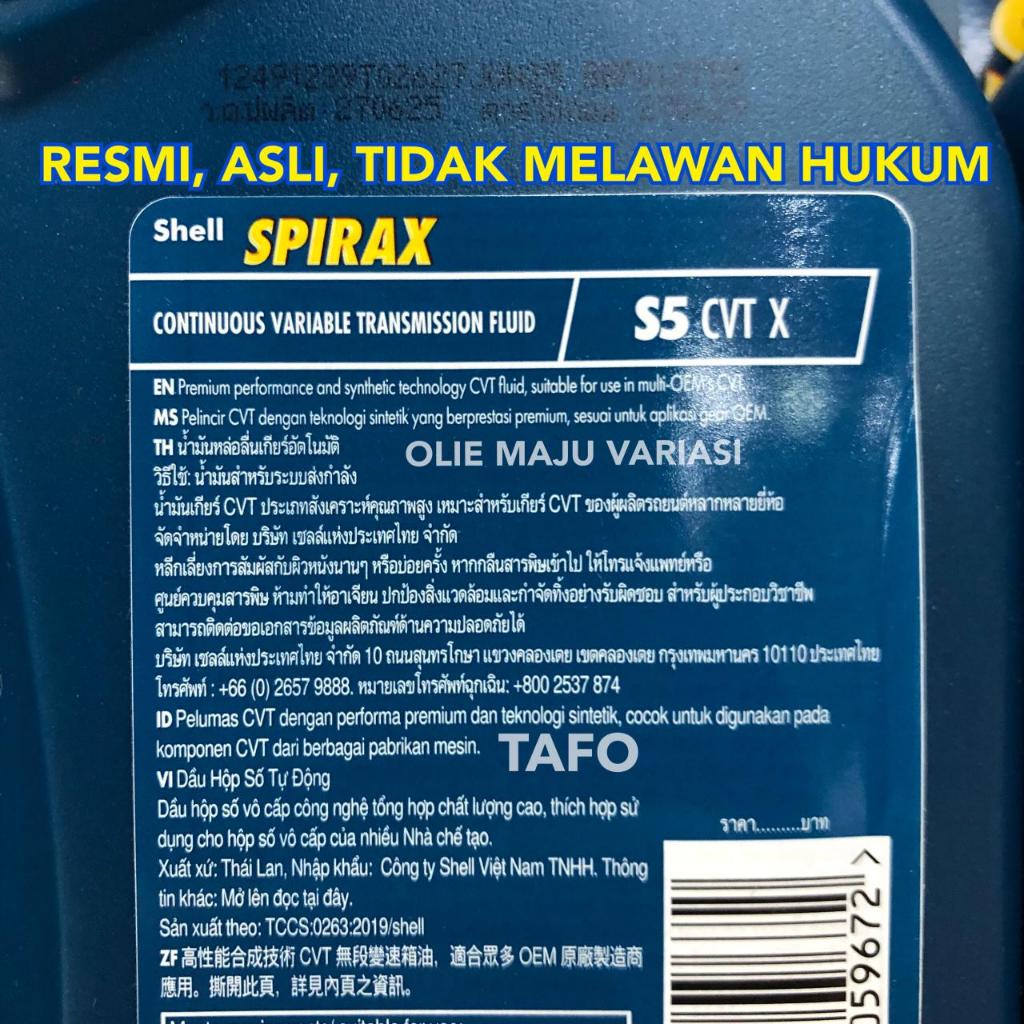 270625
RESMI, ASLI, TIDAK MELAWAN HUKUM
Shell SPIRAX
CONTINUOUS VARIABLE TRANSMISSION FLUID
S5 CVT X
EN Premium performance and synthetic technology CVT fluid, suitable for use in multi-OEM's CVT.
MS Pelincir CVT dengan teknologi sintetik yang berprestasi premium, sesuai untuk aplikasi gear OEM.
TH น้ำมันหล่อลื่นเกียร์อัตโนมัติ
OLIE MAJU VARIASI
วิธีใช้: น้ำมันสำหรับระบบส่งกำลัง
น้ำมันเกียร์ CVT ประเภทสังเคราะห์คุณภาพสูง เหมาะสำหรับเกียร์ CVT ของผู้ผลิตรถยนต์หลากหลายยี่ห้อ
จัดจำหน่ายโดย บริษัท เชลล์แห่งประเทศไทย จำกัด
หลีกเลี่ยงการสัมผัสกับผิวหนังนานๆ หรือบ่อยครั้ง หากกลืนสารพิษเข้าไป ให้โทรแจ้งแพทย์หรือ
ศูนย์ควบคุมสารพิษ ห้ามทำให้อาเจียน ปกป้องสิ่งแวดล้อมและกำจัดทิ้งอย่างรับผิดชอบ สำหรับผู้ประกอบวิชาชีพ
สามารถติดต่อขอเอกสารข้อมูลผลิตภัณฑ์ด้านความปลอดภัยได้
บริษัท เชลล์แห่งประเทศไทย จำกัด 10 ถนนสุนทรโกษา แขวงคลองเตย เขตคลองเตย กรุงเทพมหานคร 10110 ประเทศไทย
โทรศัพท์ : +66 (0) 2657 9888. หมายเลขโทรศัพท์ฉุกเฉิน: +800 2537 874
ID Pelumas CVT dengan performa premium dan teknologi sintetik, cocok untuk digunakan pada
komponen CVT dari berbagai pabrikan mesin.
TAFO
VI Dầu Hộp Số Tự Động
Dầu hộp số vô cấp công nghệ tổng hợp chất lượng cao, thích hợp sử
dụng cho hộp số vô cấp của nhiều Nhà chế tạo.
Xuất xứ: Thái Lan, Nhập khẩu: Công ty Shell Việt Nam TNHH. Thông
tin khác: Mở lên đọc tại đây.
Sản xuất theo: TCCS:0263:2019/shell
ZF 高性能合成技術 CVT 無段變速箱油，適合眾多 OEM 原廠製造商
應用。撕開此頁，詳見內頁之資訊。
ราคา.........บาท
059672 >